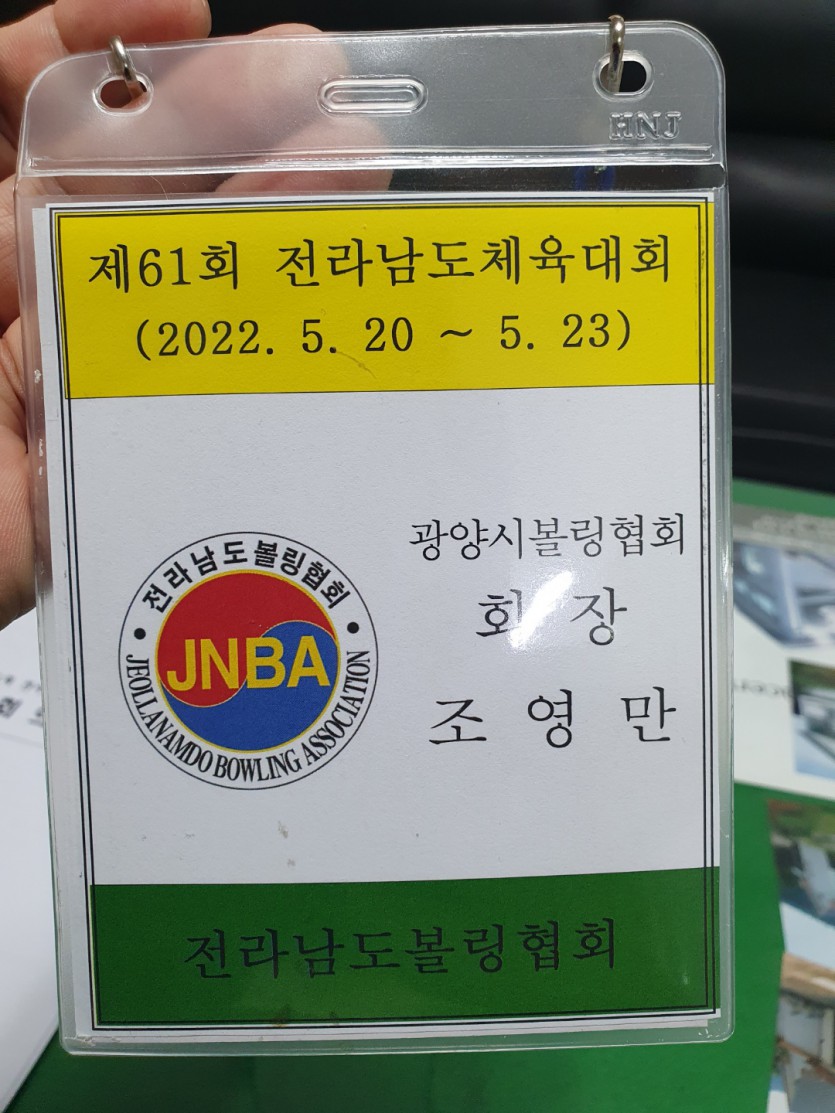 HNJ
제61회 전라남도체육대회
(2022. 5. 20 ~ 5. 23)
전라남도볼링협회
JNBA
JEOLLANAMDO BOWLING ASSOCIATION
광양시볼링협회
회 장
조 영 만
전라남도볼링협회